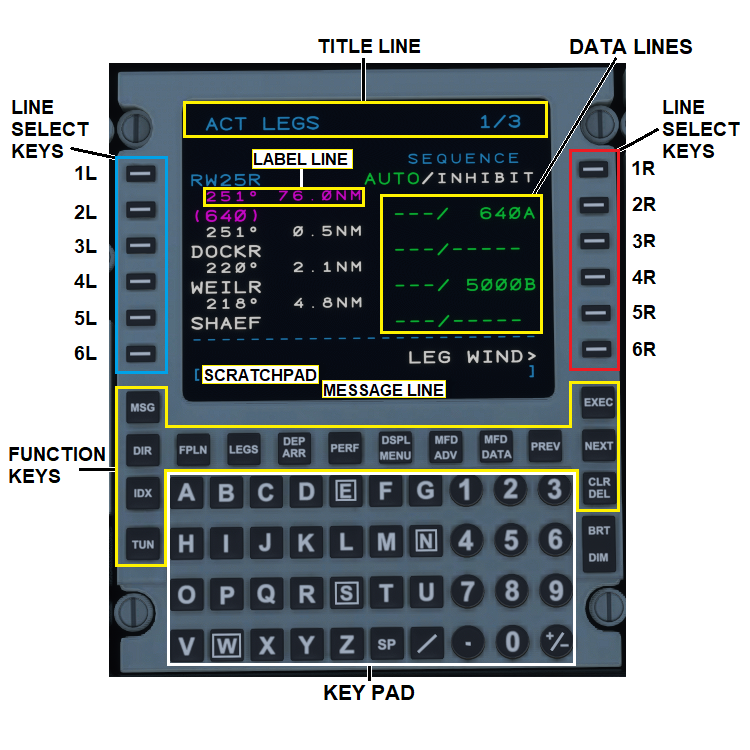 TITLE LINE
DATA LINES
LINE
SELECT
KEYS
LINE
SELECT
KEYS
ACT LEGS 1/3
LABEL LINE
SEQUENCE
RW25R AUTO/INHIBIT
251° 76.0NM
(640) ---/ 640A
251° 0.5NM
DOCKR ---/-----
220° 2.1NM
WEILR ---/ 5000B
218° 4.8NM
SHAEF ---/-----
--------------------------------
LEG WIND>
[ SCRATCHPAD ]
MESSAGE LINE
1L
2L
3L
4L
5L
6L
1R
2R
3R
4R
5R
6R
FUNCTION
KEYS
MSG
DIR
IDX
TUN
EXEC
NEXT
CLR
DEL
BRT
DIM
FPLN LEGS DEP ARR PERF DSPL MENU MFD ADV MFD DATA PREV
A B C D E F G 1 2 3
H I J K L M N 4 5 6
O P Q R S T U 7 8 9
V W X Y Z SP / . 0 +/-
KEY PAD